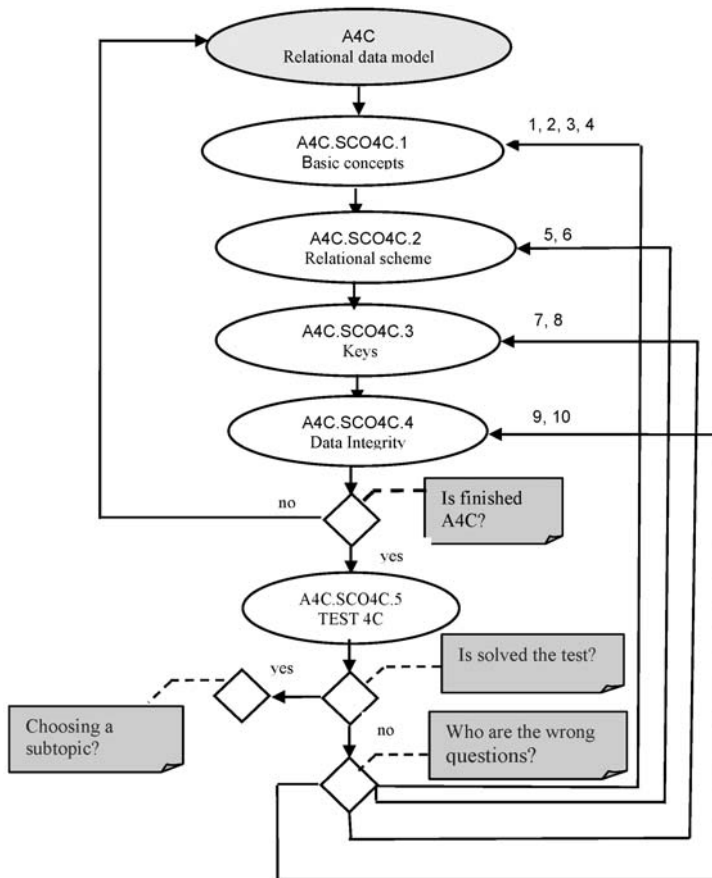 A4C
Relational data model
1, 2, 3, 4
A4C.SCO4C.1
Basic concepts
5, 6
A4C.SCO4C.2
Relational scheme
7, 8
A4C.SCO4C.3
Keys
9, 10
A4C.SCO4C.4
Data Integrity
no
Is finished
A4C?
yes
A4C.SCO4C.5
TEST 4C
yes
Is solved the test?
Choosing a
subtopic?
no
Who are the wrong
questions?